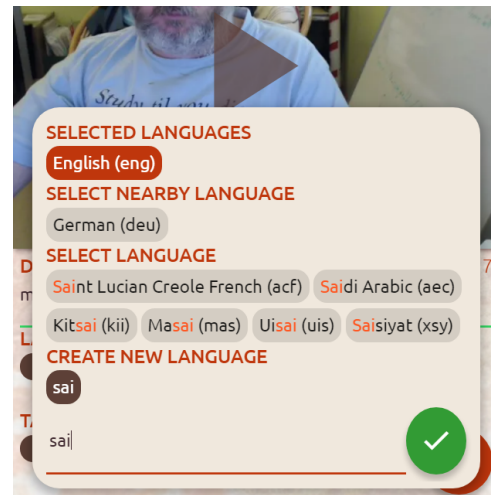 Study til you di
SELECTED LANGUAGES
English (eng)
SELECT NEARBY LANGUAGE
German (deu)
SELECT LANGUAGE
Saint Lucian Creole French (acf) Saidi Arabic (aec)
Kitsai (kii) Masai (mas) Uisai (uis) Saisiyat (xsy)
CREATE NEW LANGUAGE
sai
sai